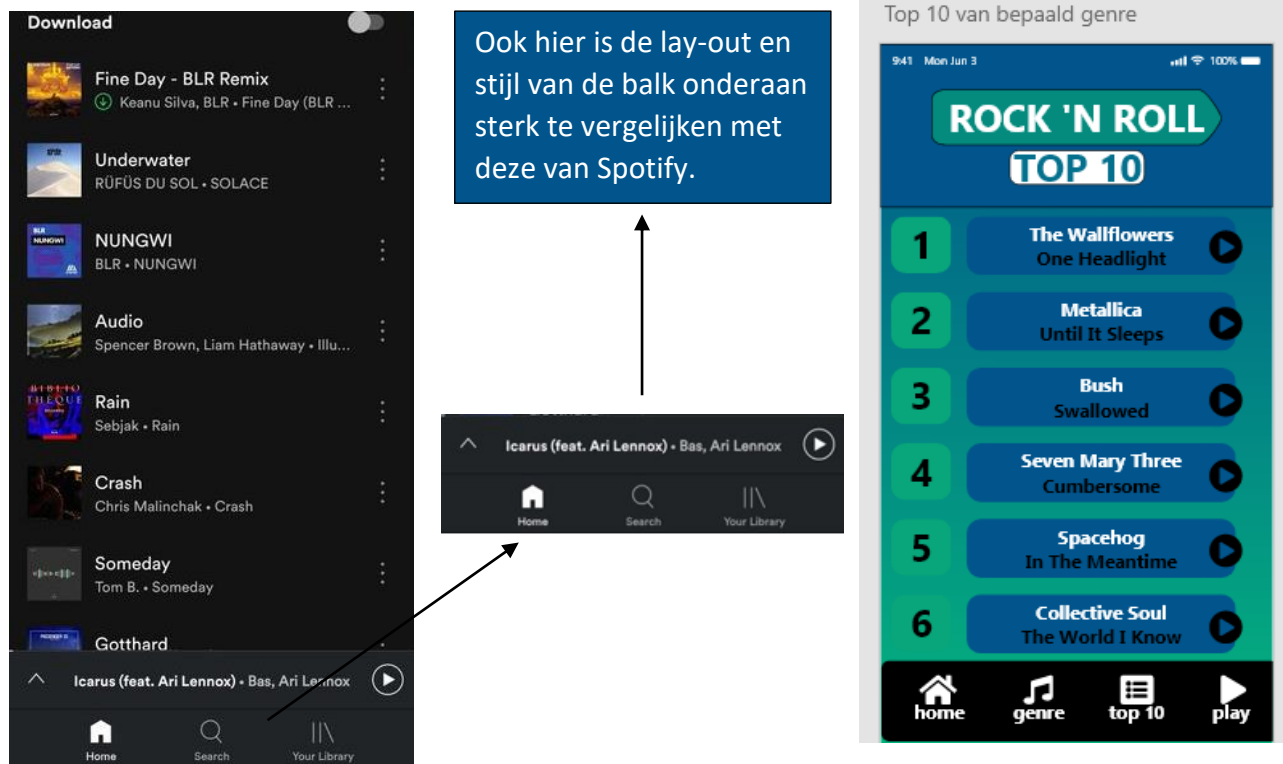 Download
Fine Day - BLR Remix
Keanu Silva, BLR • Fine Day (BLR ...
Underwater
RÜFÜS DU SOL • SOLACE
BLR
NUNGWI
NUNGWI
BLR • NUNGWI
Audio
Spencer Brown, Liam Hathaway • Illu...
BIBLIO
THEQUE
Rain
Sebjak • Rain
Crash
Chris Malinchak • Crash
Someday
Tom B. • Someday
Gotthard
Icarus (feat. Ari Lennox) • Bas, Ari Lennox
Home Search Your Library
Ook hier is de lay-out en
stijl van de balk onderaan
sterk te vergelijken met
deze van Spotify.
Icarus (feat. Ari Lennox) • Bas, Ari Lennox
Home Search Your Library
Top 10 van bepaald genre
9:41 Mon Jun 3 100%
ROCK 'N ROLL
TOP 10
1 The Wallflowers
One Headlight
2 Metallica
Until It Sleeps
3 Bush
Swallowed
4 Seven Mary Three
Cumbersome
5 Spacehog
In The Meantime
6 Collective Soul
The World I Know
home genre top 10 play